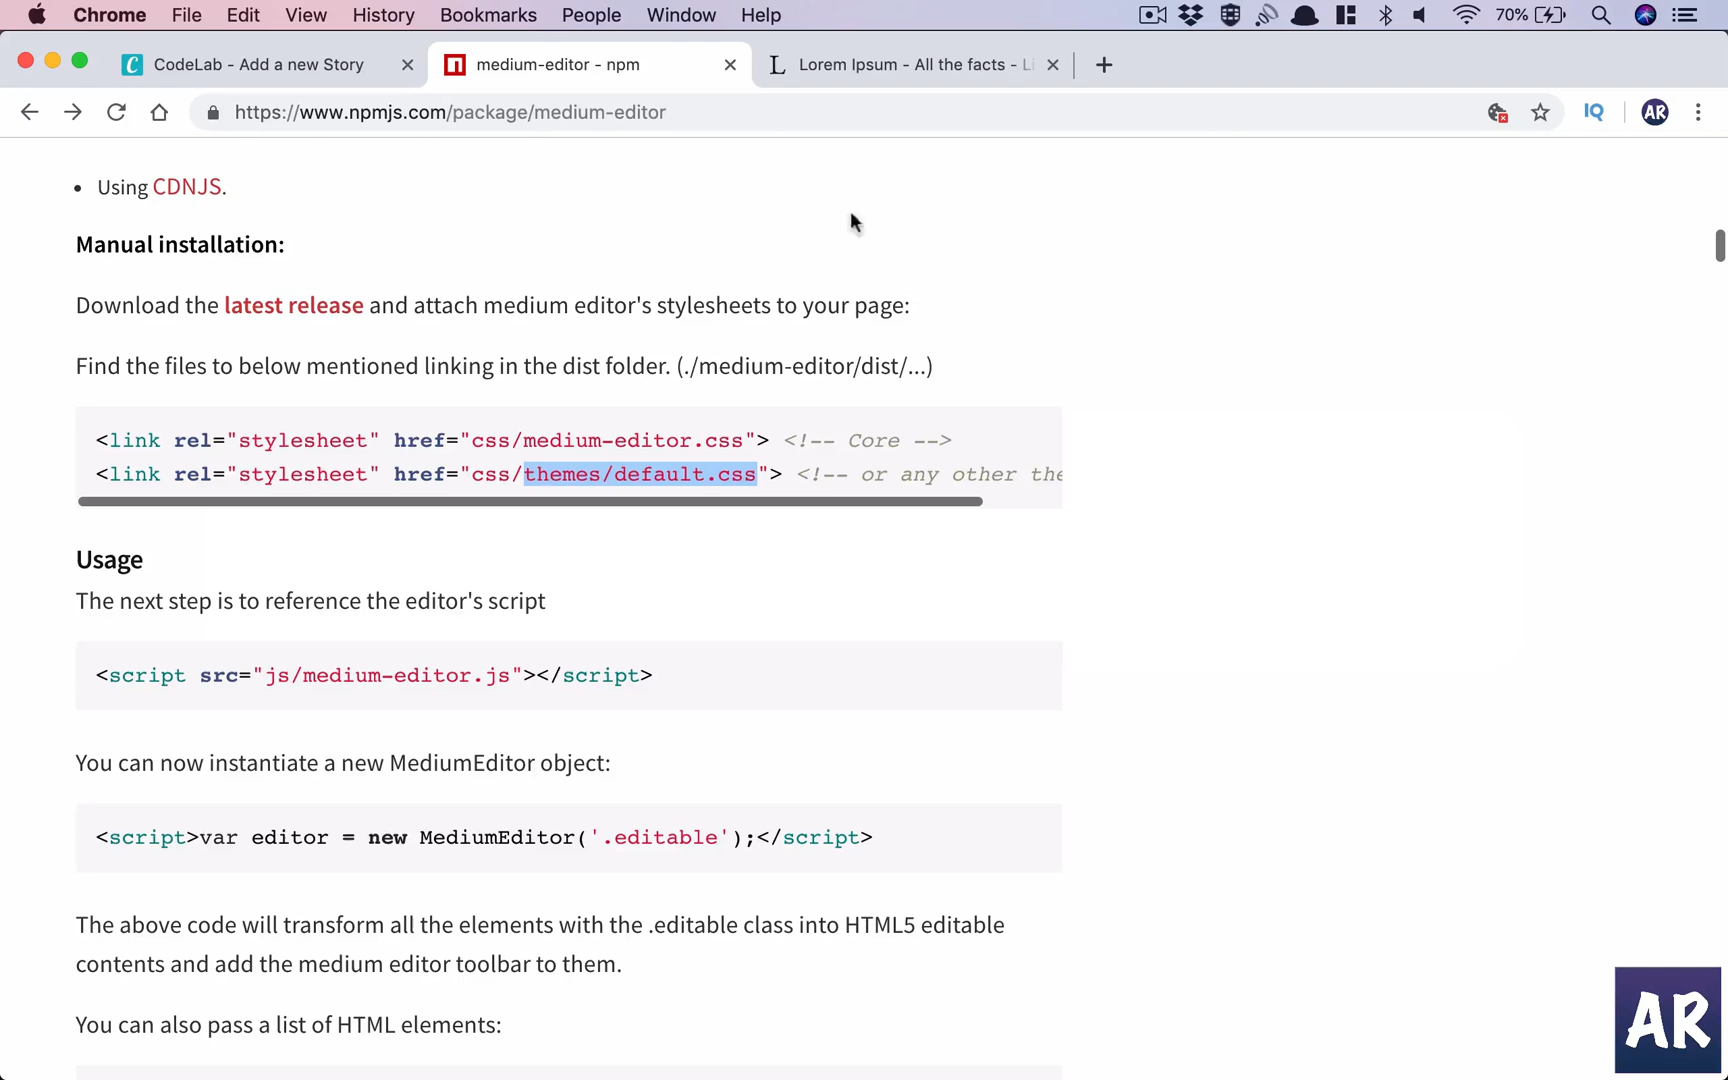 Chrome File Edit View History Bookmarks People Window Help 70%
CodeLab - Add a new Story
medium-editor - npm
Lorem Ipsum - All the facts - Li
https://www.npmjs.com/package/medium-editor
IQ
AR
• Using CDNJS.
Manual installation:
Download the latest release and attach medium editor's stylesheets to your page:
Find the files to below mentioned linking in the dist folder. (./medium-editor/dist/...)
<link rel="stylesheet" href="css/medium-editor.css"> <!-- Core -->
<link rel="stylesheet" href="css/themes/default.css"> <!-- or any other the
Usage
The next step is to reference the editor's script
<script src="js/medium-editor.js"></script>
You can now instantiate a new MediumEditor object:
<script>var editor = new MediumEditor('.editable');</script>
The above code will transform all the elements with the .editable class into HTML5 editable
contents and add the medium editor toolbar to them.
You can also pass a list of HTML elements:
AR